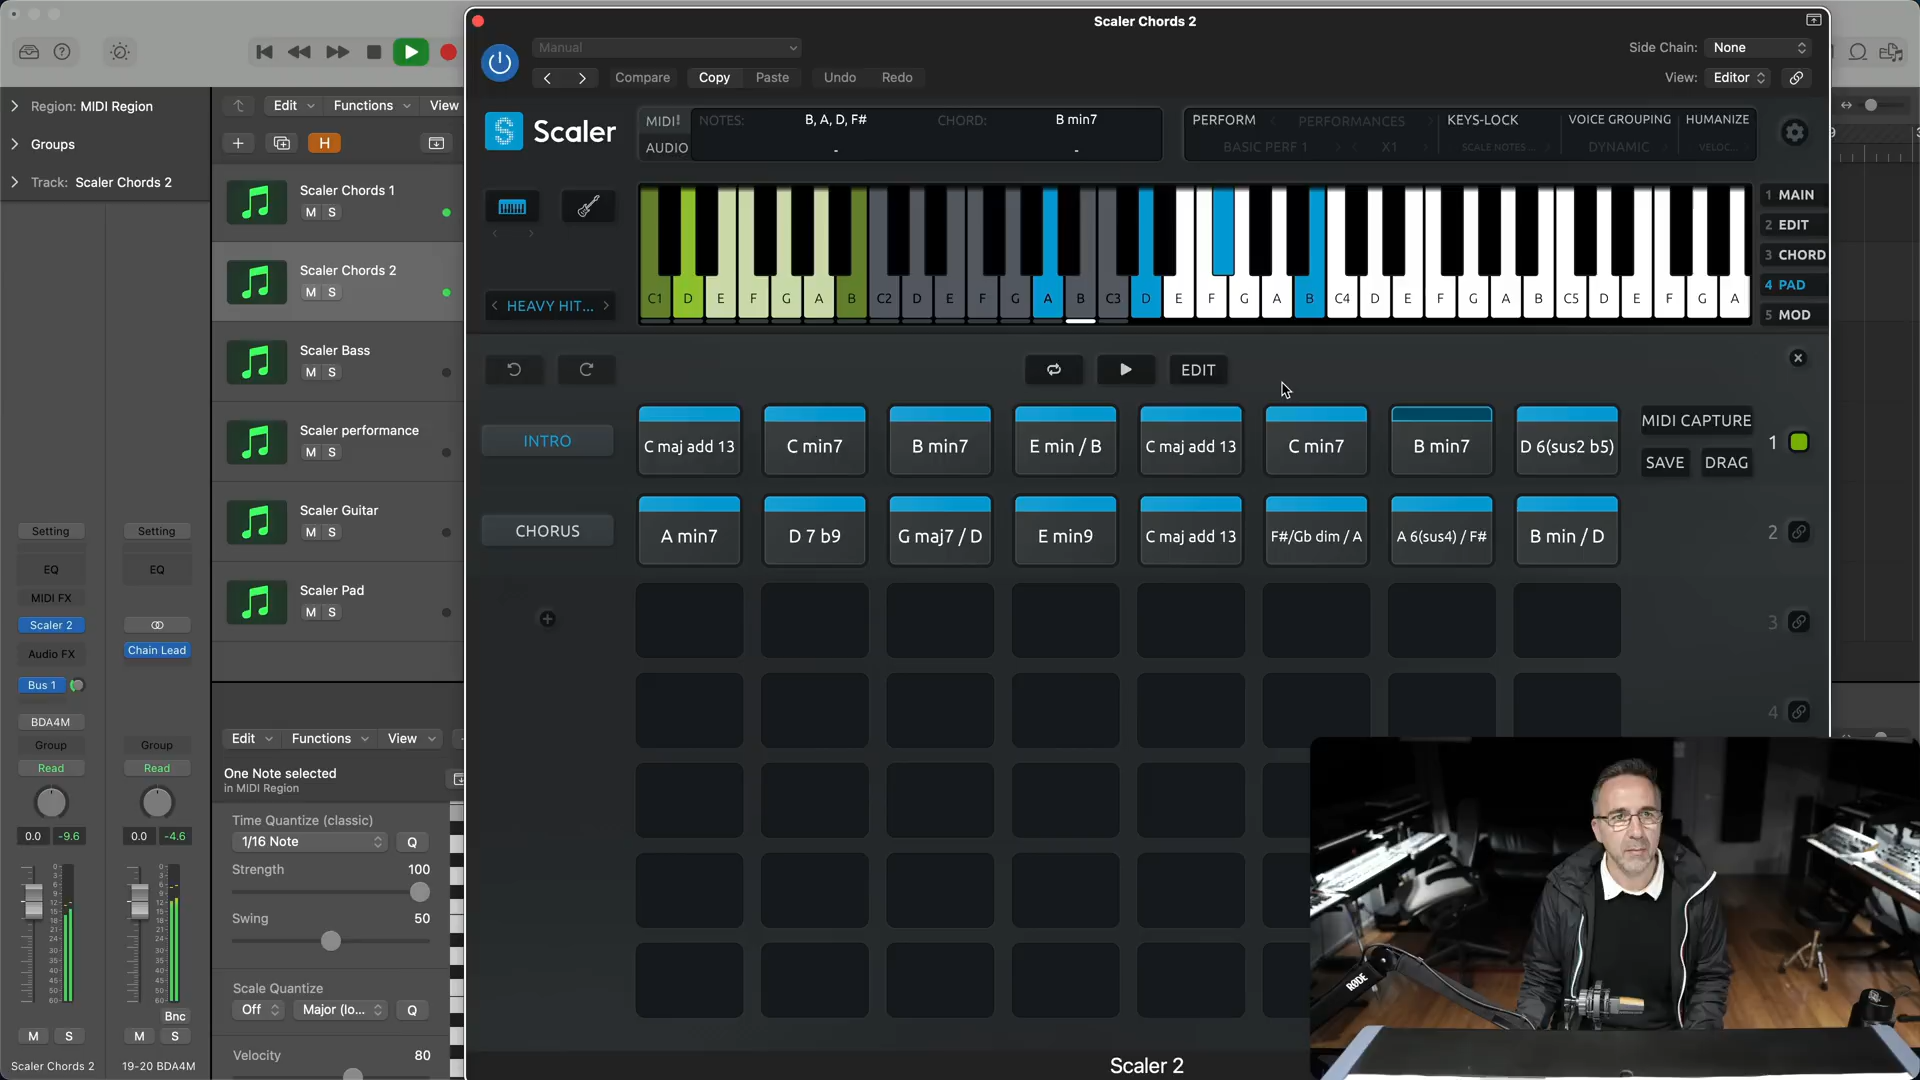 Scaler Chords 2
Manual
Side Chain: None
Compare Copy Paste Undo Redo
View: Editor
Region: MIDI Region
Edit Functions View
Groups
H
Track: Scaler Chords 2
Scaler
MIDI
AUDIO
NOTES: B, A, D, F# CHORD: B min7
- -
PERFORM PERFORMANCES KEYS-LOCK VOICE GROUPING HUMANIZE
BASIC PERF 1 X1 SCALE NOTES ... DYNAMIC VELOC...
Scaler Chords 1
M S
Scaler Chords 2
M S
Scaler Bass
M S
Scaler performance
M S
Scaler Guitar
M S
Scaler Pad
M S
HEAVY HIT...
C1 D E F G A B C2 D E F G A B C3 D E F G A B C4 D E F G A B C5 D E F G A
1 MAIN
2 EDIT
3 CHORD
4 PAD
5 MOD
EDIT
INTRO
C maj add 13 C min7 B min7 E min / B C maj add 13 C min7 B min7 D 6(sus2 b5)
MIDI CAPTURE
SAVE DRAG
1
CHORUS
A min7 D 7 b9 G maj7 / D E min9 C maj add 13 F#/Gb dim / A A 6(sus4) / F# B min / D
2
3
4
Setting Setting
EQ EQ
MIDI FX
Scaler 2
Audio FX Chain Lead
Bus 1
BDA4M
Group Group
Read Read
0.0 -9.6 0.0 -4.6
Bnc
M S M S
Scaler Chords 2 19-20 BDA4M
Edit Functions View
One Note selected
in MIDI Region
Time Quantize (classic)
1/16 Note Q
Strength 100
Swing 50
Scale Quantize
Off Major (lo... Q
Velocity 80
Scaler 2
RØDE